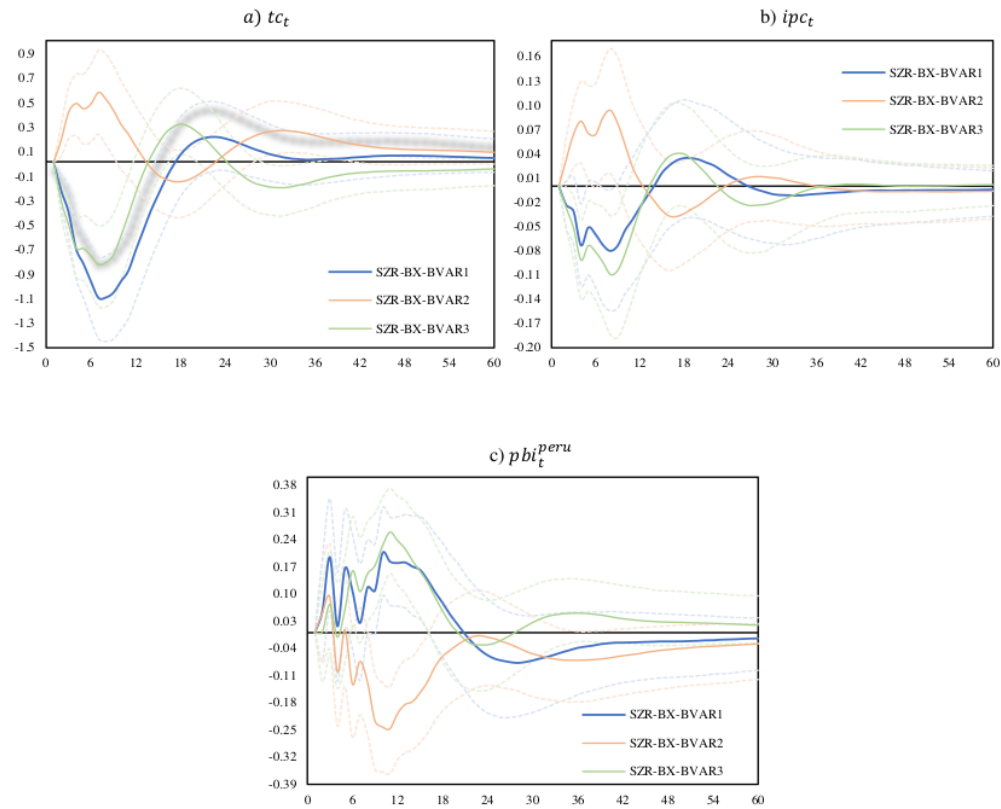 a) tc_t
0.9
0.7
0.5
0.3
0.1
-0.1
-0.3
-0.5
-0.7
-0.9
-1.1
-1.3
-1.5
0 6 12 18 24 30 36 42 48 54 60
SZR-BX-BVAR1
SZR-BX-BVAR2
SZR-BX-BVAR3
b) ipc_t
0.16
0.13
0.10
0.07
0.04
0.01
-0.02
-0.05
-0.08
-0.11
-0.14
-0.17
-0.20
0 6 12 18 24 30 36 42 48 54 60
SZR-BX-BVAR1
SZR-BX-BVAR2
SZR-BX-BVAR3
c) pbi_t^peru
0.38
0.31
0.24
0.17
0.10
0.03
-0.04
-0.11
-0.18
-0.25
-0.32
-0.39
0 6 12 18 24 30 36 42 48 54 60
SZR-BX-BVAR1
SZR-BX-BVAR2
SZR-BX-BVAR3